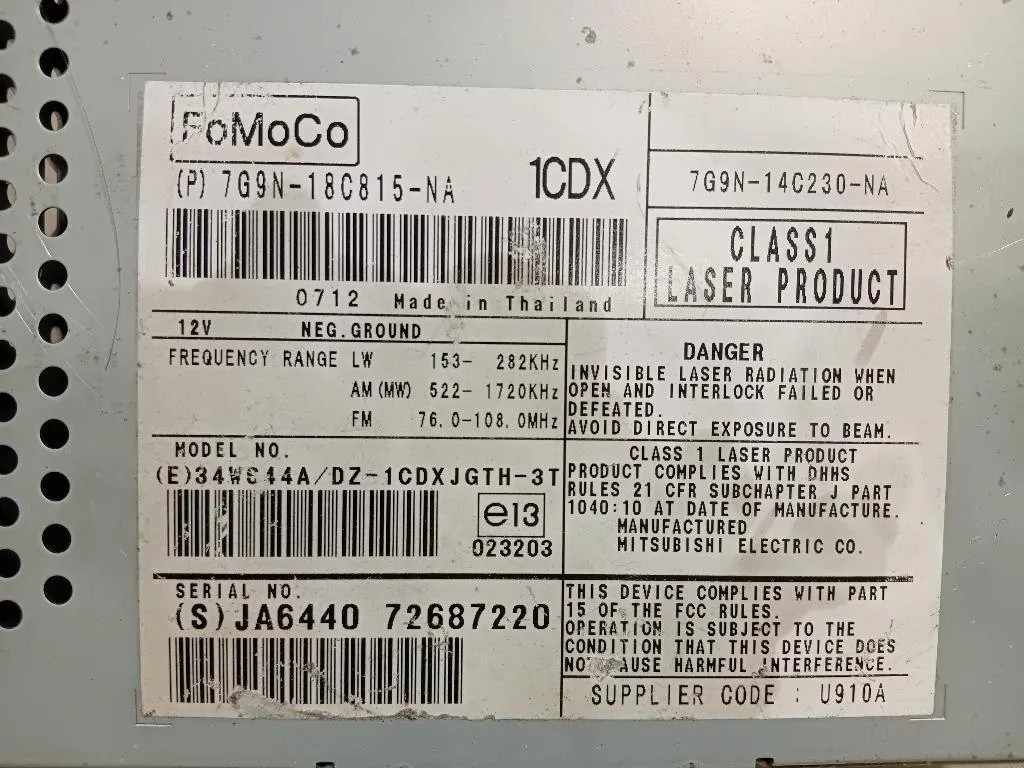 FoMoCo
(P) 7G9N-18C815-NA
1CDX
7G9N-14C230-NA
CLASS1
LASER PRODUCT
0712 Made in Thailand
12V NEG.GROUND
FREQUENCY RANGE LW 153- 282KHz
AM(MW) 522- 1720KHz
FM 76.0-108.0MHz
DANGER
INVISIBLE LASER RADIATION WHEN
OPEN AND INTERLOCK FAILED OR
DEFEATED.
AVOID DIRECT EXPOSURE TO BEAM.
MODEL NO.
(E)34WS44A/DZ-1CDXJGTH-3T
e13
023203
CLASS 1 LASER PRODUCT
PRODUCT COMPLIES WITH DHHS
RULES 21 CFR SUBCHAPTER J PART
1040:10 AT DATE OF MANUFACTURE.
MANUFACTURED
MITSUBISHI ELECTRIC CO.
SERIAL NO.
(S)JA6440 72687220
THIS DEVICE COMPLIES WITH PART
15 OF THE FCC RULES.
OPERATION IS SUBJECT TO THE
CONDITION THAT THIS DEVICE DOES
NOT CAUSE HARMFUL INTERFERENCE.
SUPPLIER CODE : U910A